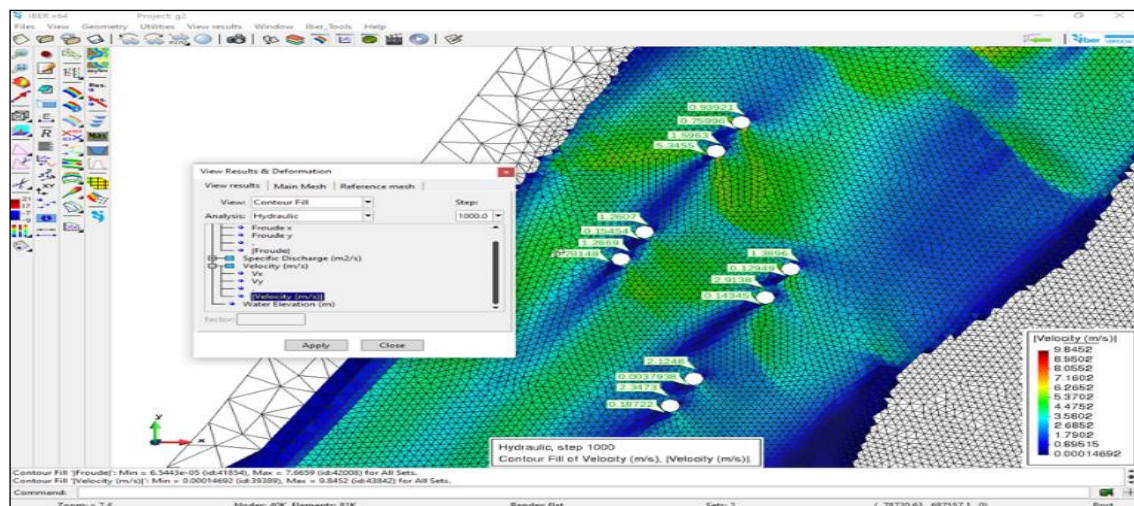 IBER x64 Project: g2
Files View Geometry Utilities View results Window Iber_Tools Help
Iber
Max
View Results & Deformation
View results Main Mesh Reference mesh
View: Contour Fill Step:
Analysis: Hydraulic 1000.0
Froude x
Froude y
|Froude|
Specific Discharge (m2/s)
Velocity (m/s)
Vx
Vy
|Velocity (m/s)|
Water Elevation (m)
Factor:
Apply Close
0.93921
0.75996
1.5963
5.3455
1.2607
0.15454
1.2669
1.3696
0.12949
2.9138
0.14345
2.1248
0.0037938
2.3473
0.18722
|Velocity (m/s)|
9.8452
8.9502
8.0552
7.1602
6.2652
5.3702
4.4752
3.5802
2.6852
1.7902
0.89515
0.00014692
y
x
Hydraulic, step 1000
Contour Fill of Velocity (m/s), |Velocity (m/s)|.
Contour Fill '|Froude|': Min = 6.5443e-05 (id:41854), Max = 7.6659 (id:42008) for All Sets.
Contour Fill '|Velocity (m/s)|': Min = 0.00014692 (id:39389), Max = 9.8452 (id:43842) for All Sets.
Command: